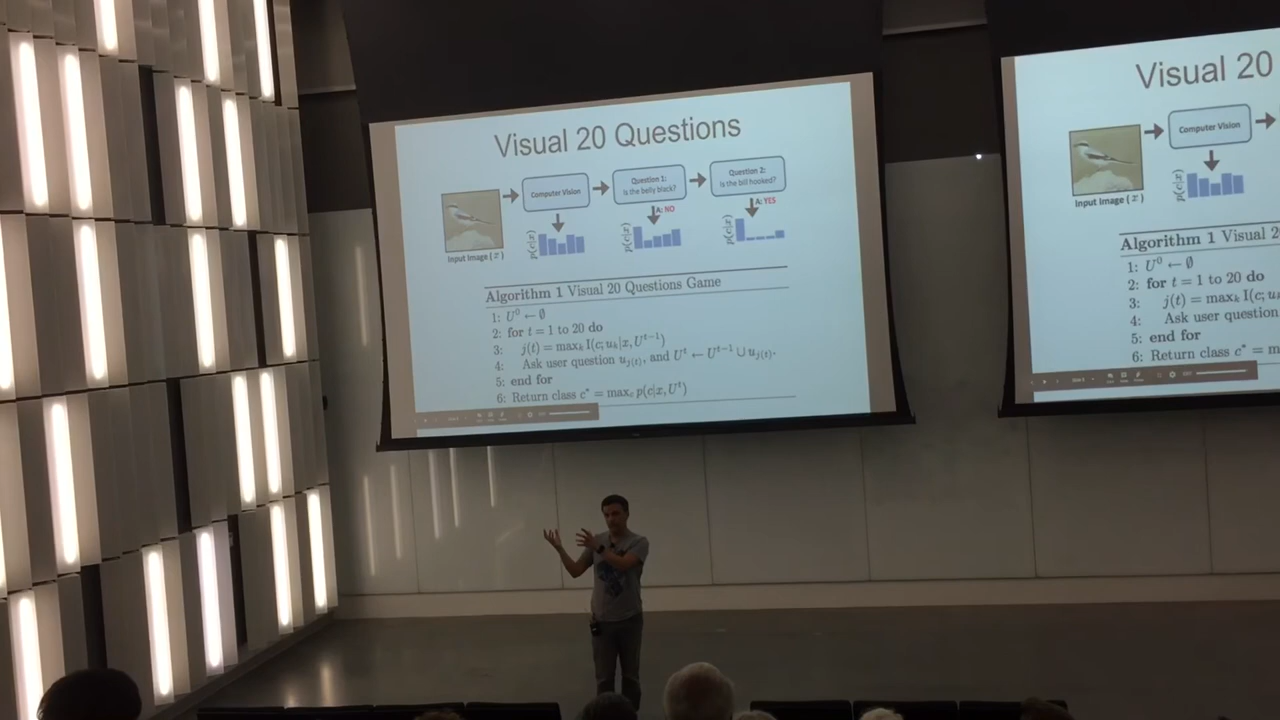 Visual 20 Questions
Computer Vision
Question 1:
Is the belly black?
Question 2:
Is the bill hooked?
A: NO
A: YES
p(c|x)
p(c|x)
p(c|x)
Input Image (x)
Algorithm 1 Visual 20 Questions Game
1: U⁰ ← ∅
2: for t = 1 to 20 do
3: j(t) = maxₖ I(c; uₖ|x, Uᵗ⁻¹)
4: Ask user question u_{j(t)}, and Uᵗ ← Uᵗ⁻¹ ∪ u_{j(t)}.
5: end for
6: Return class c* = max_c p(c|x, Uᵗ)
Visual 20
Computer Vision
p(c|x)
Input Image (x)
Algorithm 1 Visual 2
1: U⁰ ← ∅
2: for t = 1 to 20 do
3: j(t) = maxₖ I(c; u
4: Ask user question
5: end for
6: Return class c* = m